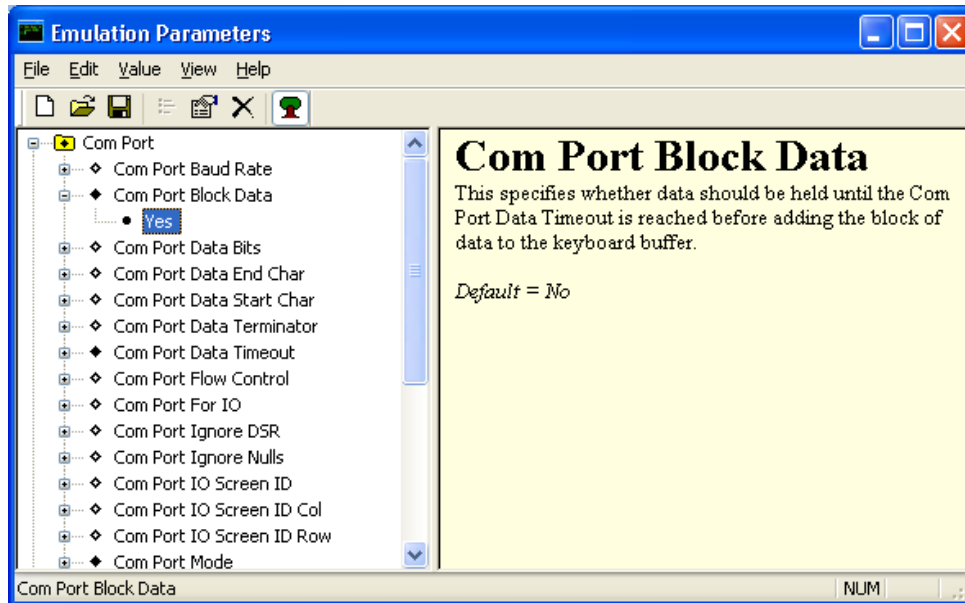 Emulation Parameters
File Edit Value View Help
Com Port
Com Port Baud Rate
Com Port Block Data
Yes
Com Port Data Bits
Com Port Data End Char
Com Port Data Start Char
Com Port Data Terminator
Com Port Data Timeout
Com Port Flow Control
Com Port For IO
Com Port Ignore DSR
Com Port Ignore Nulls
Com Port IO Screen ID
Com Port IO Screen ID Col
Com Port IO Screen ID Row
Com Port Mode
Com Port Block Data
This specifies whether data should be held until the Com
Port Data Timeout is reached before adding the block of
data to the keyboard buffer.
Default = No
Com Port Block Data NUM